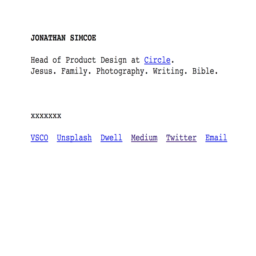 JONATHAN SIMCOE
Head of Product Design at Circle.
Jesus. Family. Photography. Writing. Bible.
xxxxxxx
VSCO Unsplash Dwell Medium Twitter Email